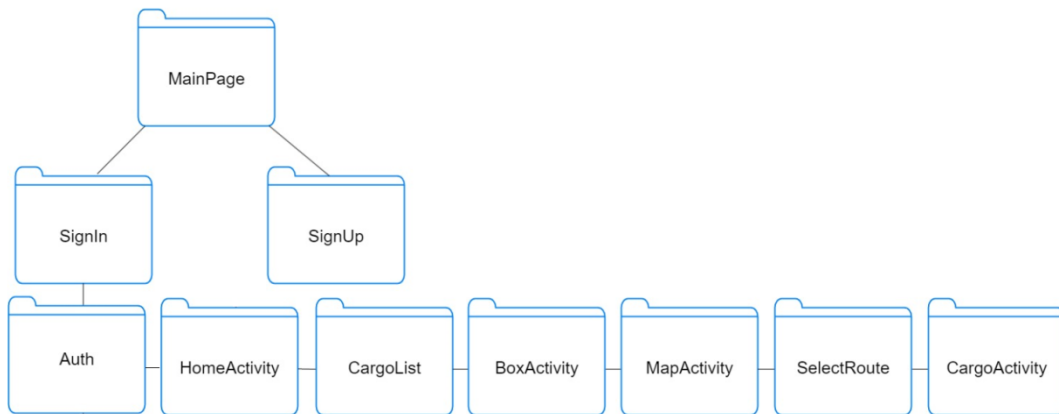 MainPage
SignIn
SignUp
Auth
HomeActivity
CargoList
BoxActivity
MapActivity
SelectRoute
CargoActivity